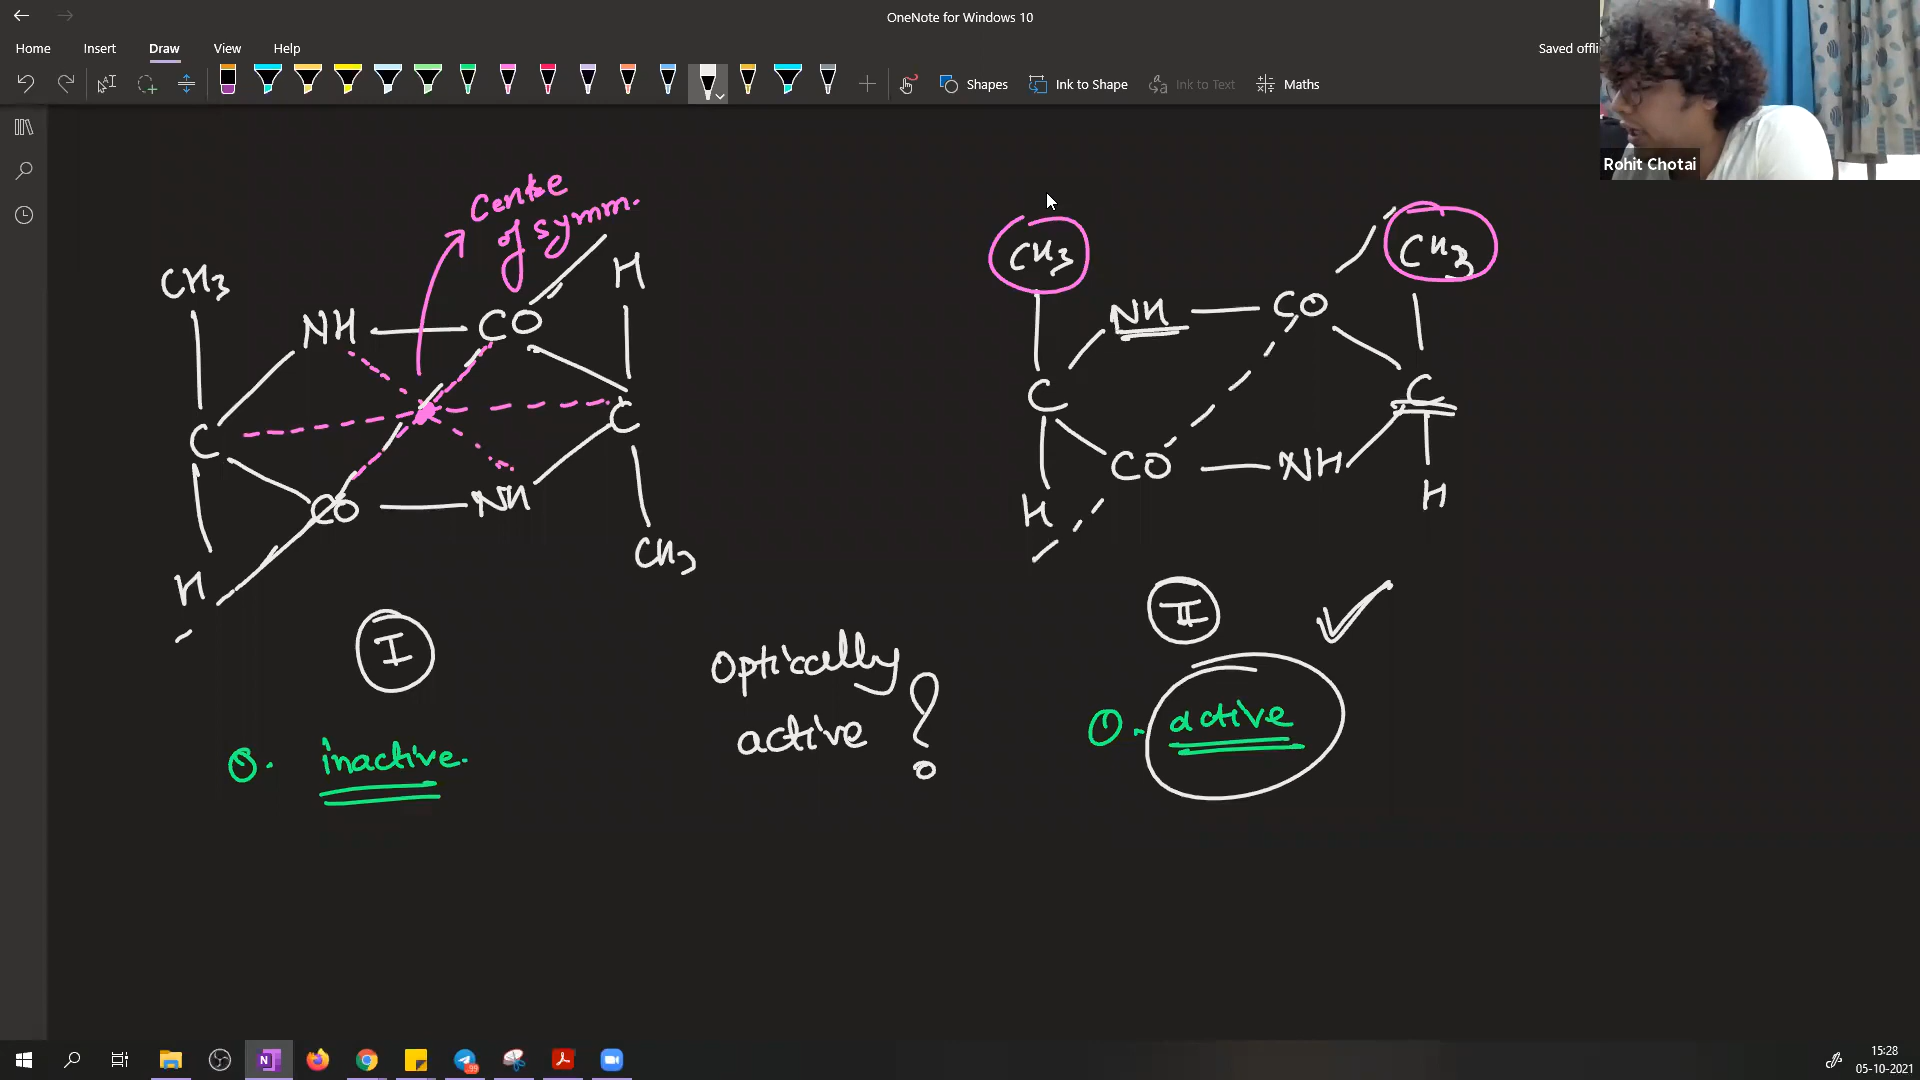 OneNote for Windows 10
Home Insert Draw View Help
Saved offli
Shapes Ink to Shape Ink to Text Maths
Rohit Chotai
Centre
of symm.
CH3
NH
CO
H
C
C
CO
NH
H
CH3
I
O. inactive.
Optically
active ?
CH3
CH3
NH
CO
C
C
CO
NH
H
H
II
O. active
99
15:28
05-10-2021